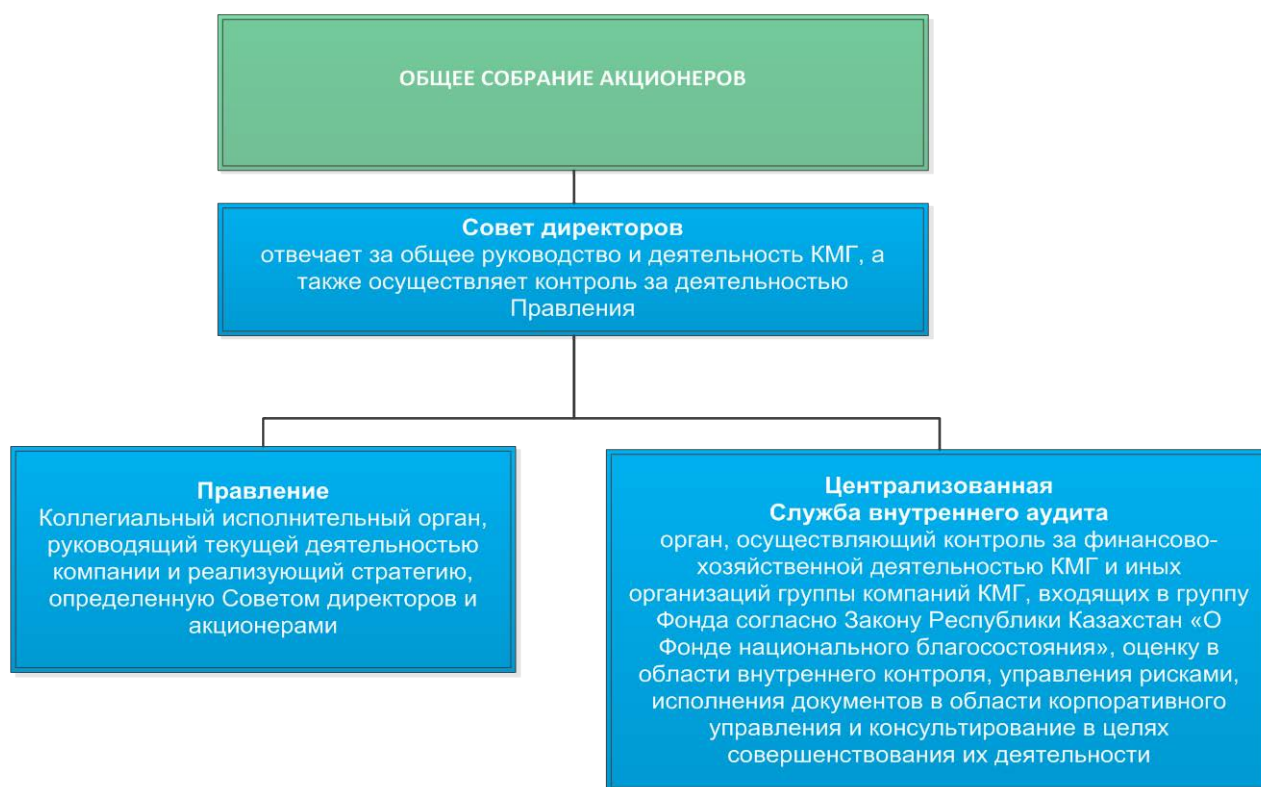 ОБЩЕЕ СОБРАНИЕ АКЦИОНЕРОВ
Совет директоров
отвечает за общее руководство и деятельность КМГ, а
также осуществляет контроль за деятельностью
Правления
Правление
Коллегиальный исполнительный орган,
руководящий текущей деятельностью
компании и реализующий стратегию,
определенную Советом директоров и
акционерами
Централизованная
Служба внутреннего аудита
орган, осуществляющий контроль за финансово-
хозяйственной деятельностью КМГ и иных
организаций группы компаний КМГ, входящих в группу
Фонда согласно Закону Республики Казахстан «О
Фонде национального благосостояния», оценку в
области внутреннего контроля, управления рисками,
исполнения документов в области корпоративного
управления и консультирование в целях
совершенствования их деятельности